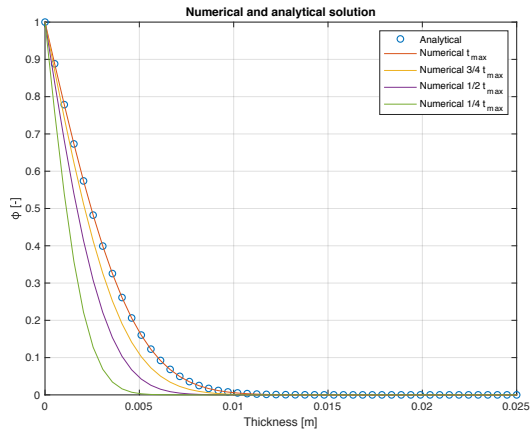 Numerical and analytical solution
Analytical
Numerical t_max
Numerical 3/4 t_max
Numerical 1/2 t_max
Numerical 1/4 t_max
1
0.9
0.8
0.7
0.6
0.5
0.4
0.3
0.2
0.1
0
Φ [-]
0
0.005
0.01
0.015
0.02
0.025
Thickness [m]